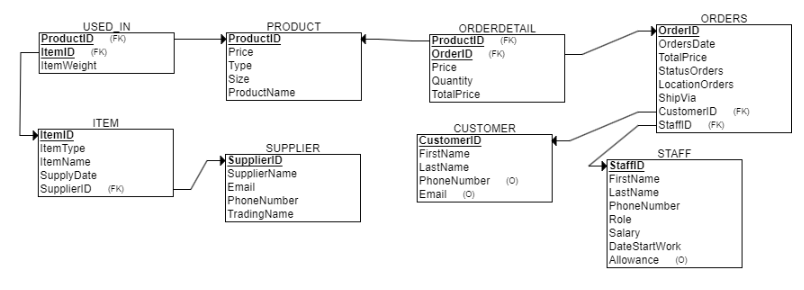 USED_IN
ProductID (FK)
ItemID (FK)
ItemWeight
PRODUCT
ProductID
Price
Type
Size
ProductName
ORDERDETAIL
ProductID (FK)
OrderID (FK)
Price
Quantity
TotalPrice
ORDERS
OrderID
OrdersDate
TotalPrice
StatusOrders
LocationOrders
ShipVia
CustomerID (FK)
StaffID (FK)
ITEM
ItemID
ItemType
ItemName
SupplyDate
SupplierID (FK)
SUPPLIER
SupplierID
SupplierName
Email
PhoneNumber
TradingName
CUSTOMER
CustomerID
FirstName
LastName
PhoneNumber (O)
Email (O)
STAFF
StaffID
FirstName
LastName
PhoneNumber
Role
Salary
DateStartWork
Allowance (O)